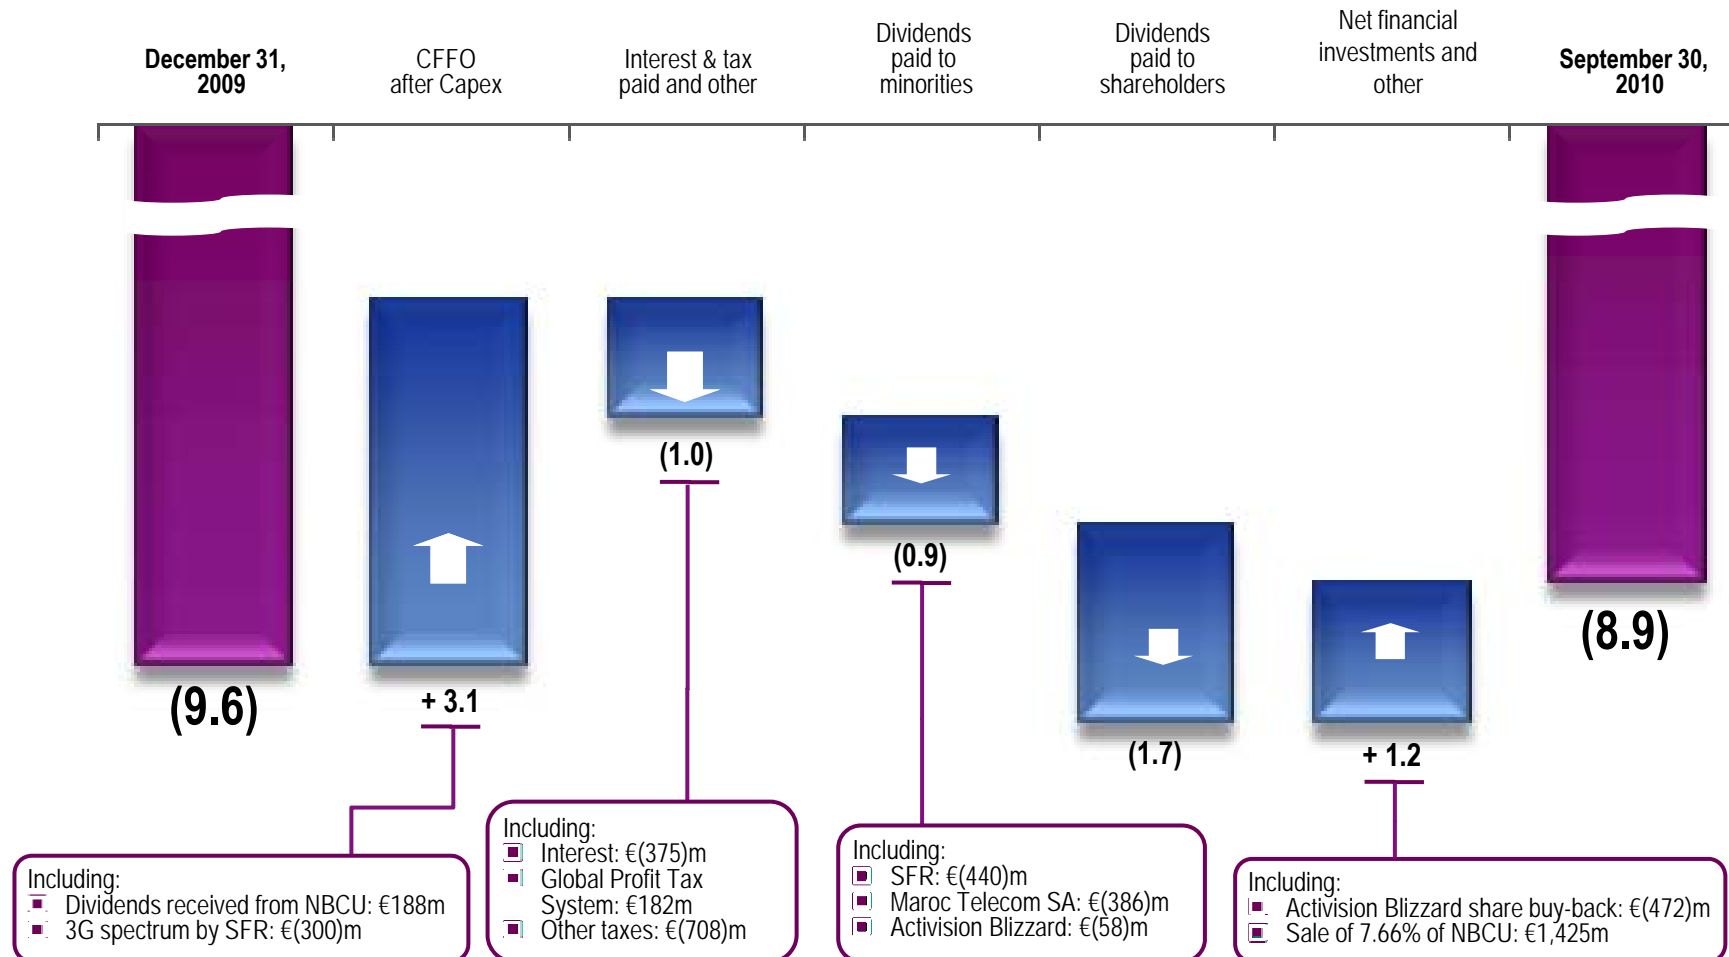 December 31,
2009
CFFO
after Capex
Interest & tax
paid and other
Dividends
paid to
minorities
Dividends
paid to
shareholders
Net financial
investments and
other
September 30,
2010
(9.6)
+ 3.1
(1.0)
(0.9)
(1.7)
+ 1.2
(8.9)
Including:
Dividends received from NBCU: €188m
3G spectrum by SFR: €(300)m
Including:
Interest: €(375)m
Global Profit Tax
System: €182m
Other taxes: €(708)m
Including:
SFR: €(440)m
Maroc Telecom SA: €(386)m
Activision Blizzard: €(58)m
Including:
Activision Blizzard share buy-back: €(472)m
Sale of 7.66% of NBCU: €1,425m